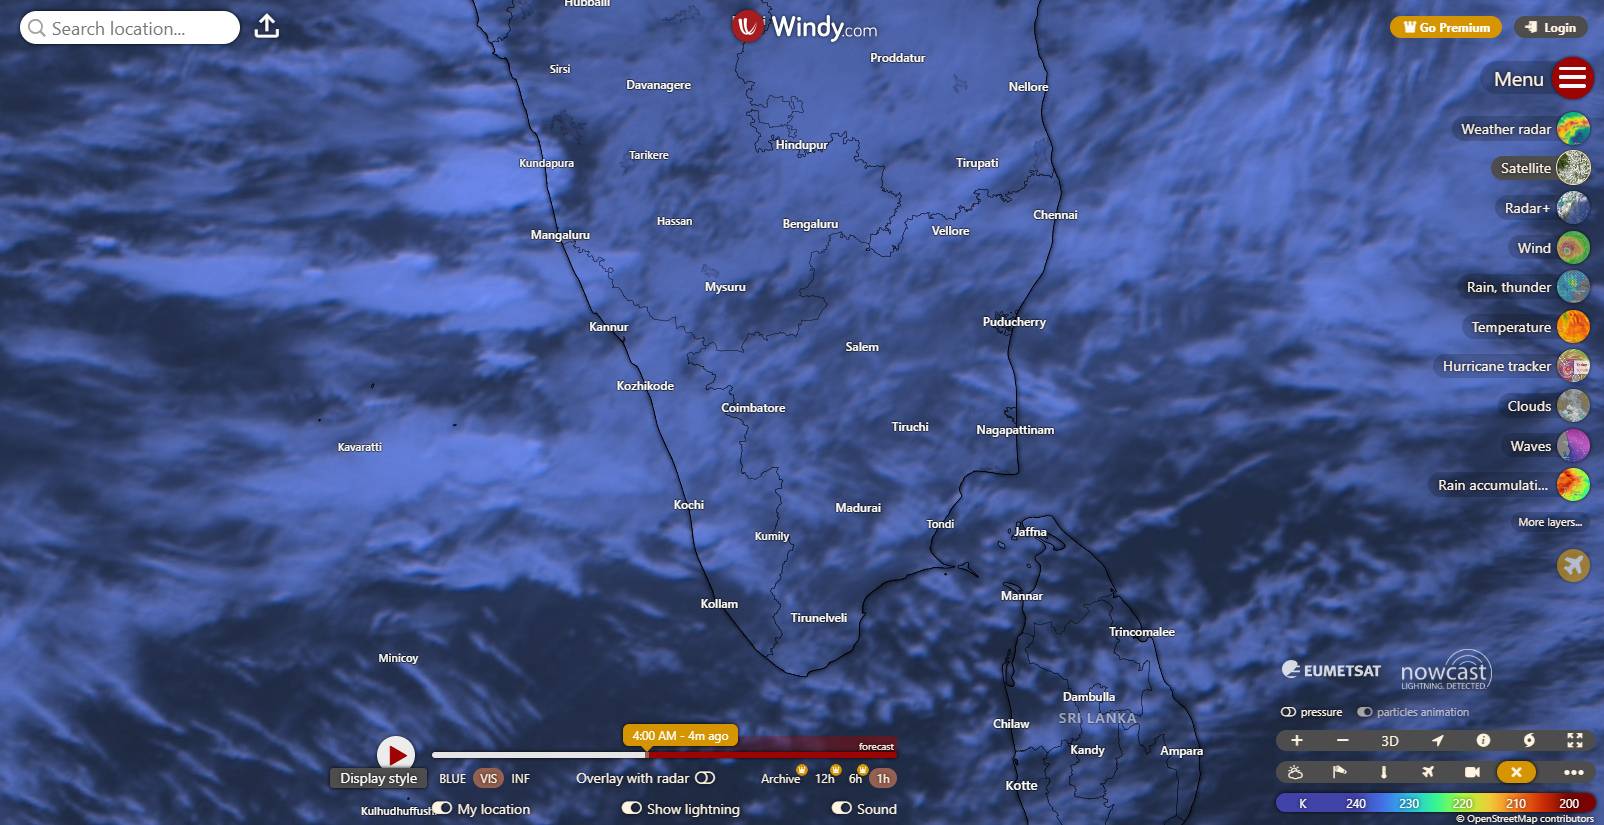 Search location...
Windy.com
Go Premium
Login
Menu
Weather radar
Satellite
Radar+
Wind
Rain, thunder
Temperature
Hurricane tracker
Clouds
Waves
Rain accumulati...
More layers...
Hubballi
Sirsi
Davanagere
Proddatur
Nellore
Kundapura
Tarikere
Hindupur
Tirupati
Hassan
Bengaluru
Chennai
Mangaluru
Vellore
Mysuru
Kannur
Puducherry
Salem
Kozhikode
Coimbatore
Tiruchi
Nagapattinam
Kavaratti
Kochi
Madurai
Tondi
Jaffna
Kumily
Kollam
Tirunelveli
Mannar
Trincomalee
Minicoy
Dambulla
SRI LANKA
Chilaw
Kandy
Ampara
Kotte
Kulhudhuffush
EUMETSAT
nowcast
LIGHTNING. DETECTED.
pressure
particles animation
3D
K 240 230 220 210 200
© OpenStreetMap contributors
4:00 AM - 4m ago
forecast
Display style
BLUE VIS INF
Overlay with radar
Archive 12h 6h 1h
My location
Show lightning
Sound